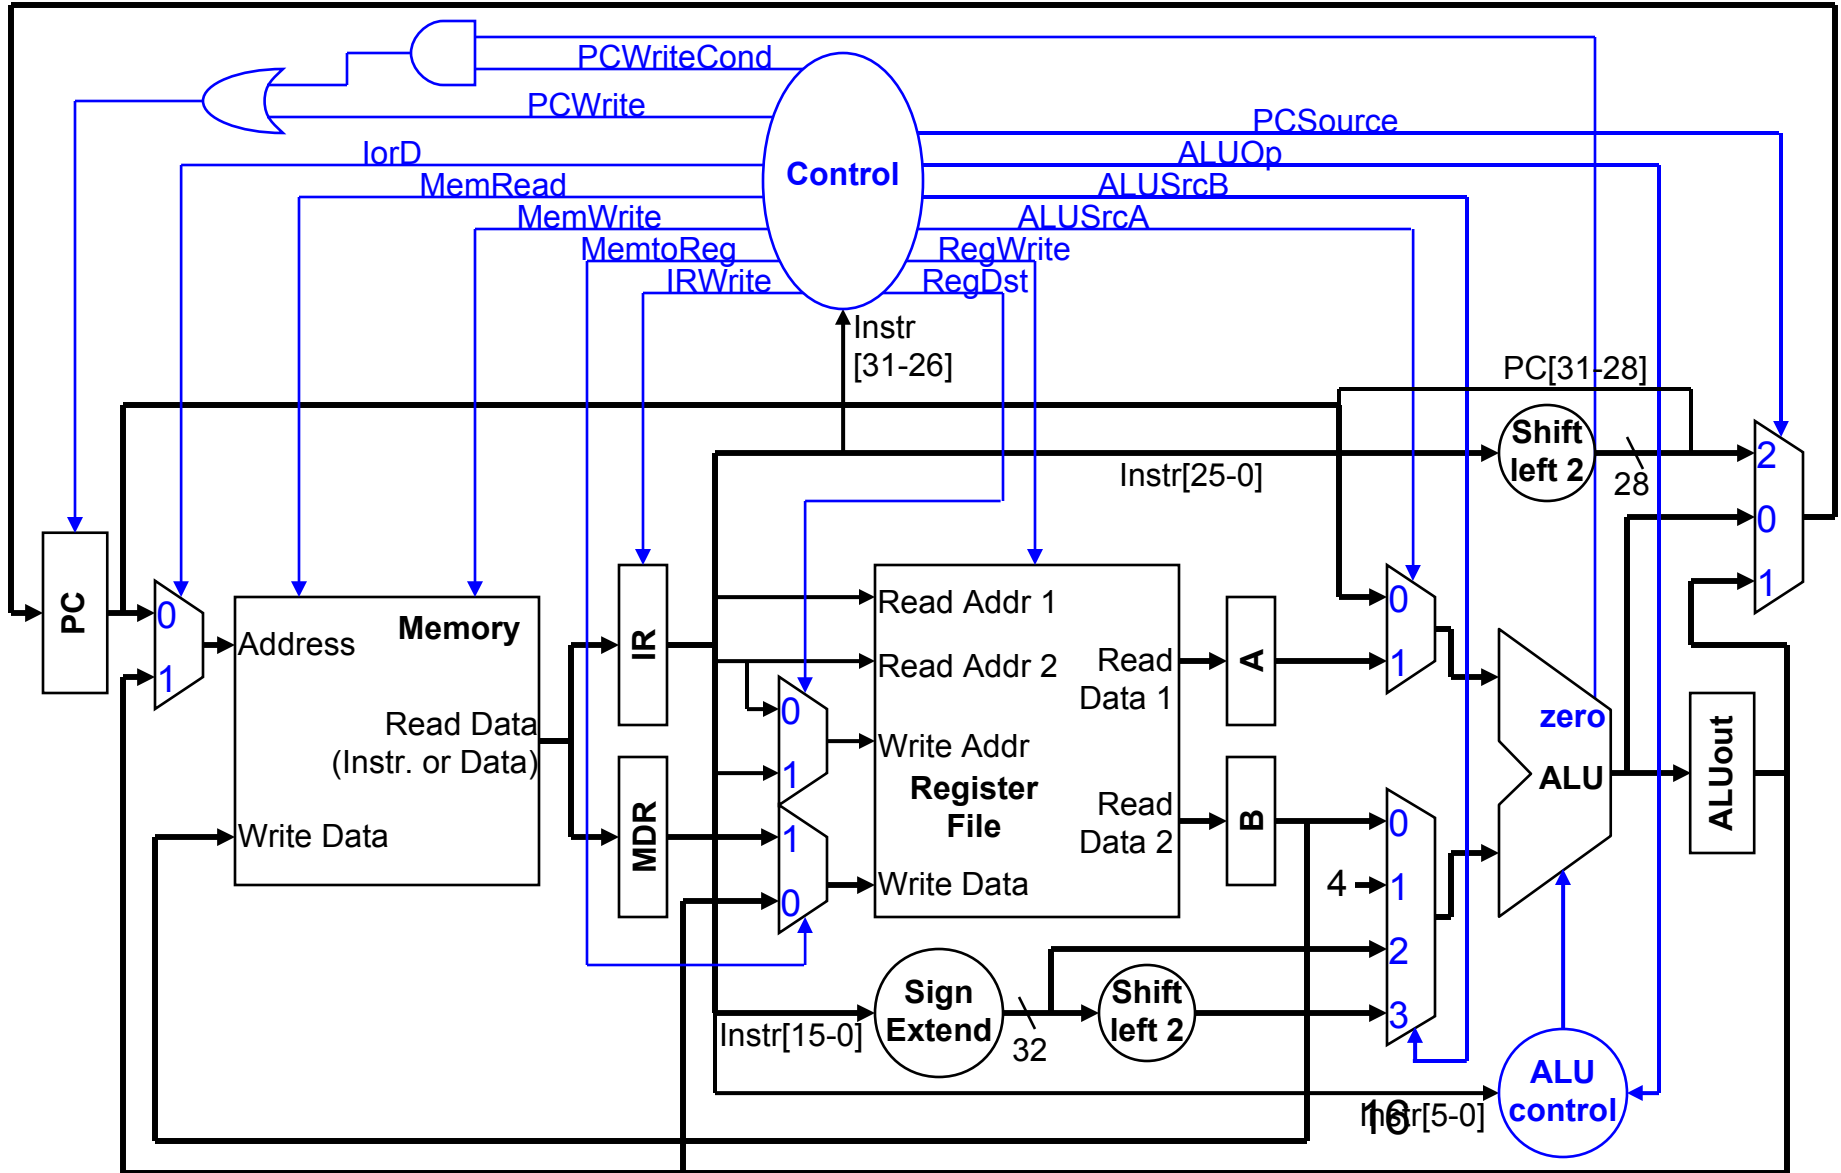 PCWriteCond
PCWrite
PCSource
IorD
Control
ALUOp
MemRead
ALUSrcB
MemWrite
ALUSrcA
MemtoReg
RegWrite
IRWrite
RegDst
Instr
[31-26]
PC[31-28]
Shift
left 2
28
Instr[25-0]
2
0
1
PC
0
1
Address
Memory
Read Data
(Instr. or Data)
Write Data
IR
MDR
0
1
1
0
Read Addr 1
Read Addr 2
Write Addr
Register
File
Write Data
Read
Data 1
Read
Data 2
A
B
0
1
0
4
1
2
3
zero
ALU
ALUout
Sign
Extend
Instr[15-0]
32
Shift
left 2
ALU
control
Instr[5-0]
16